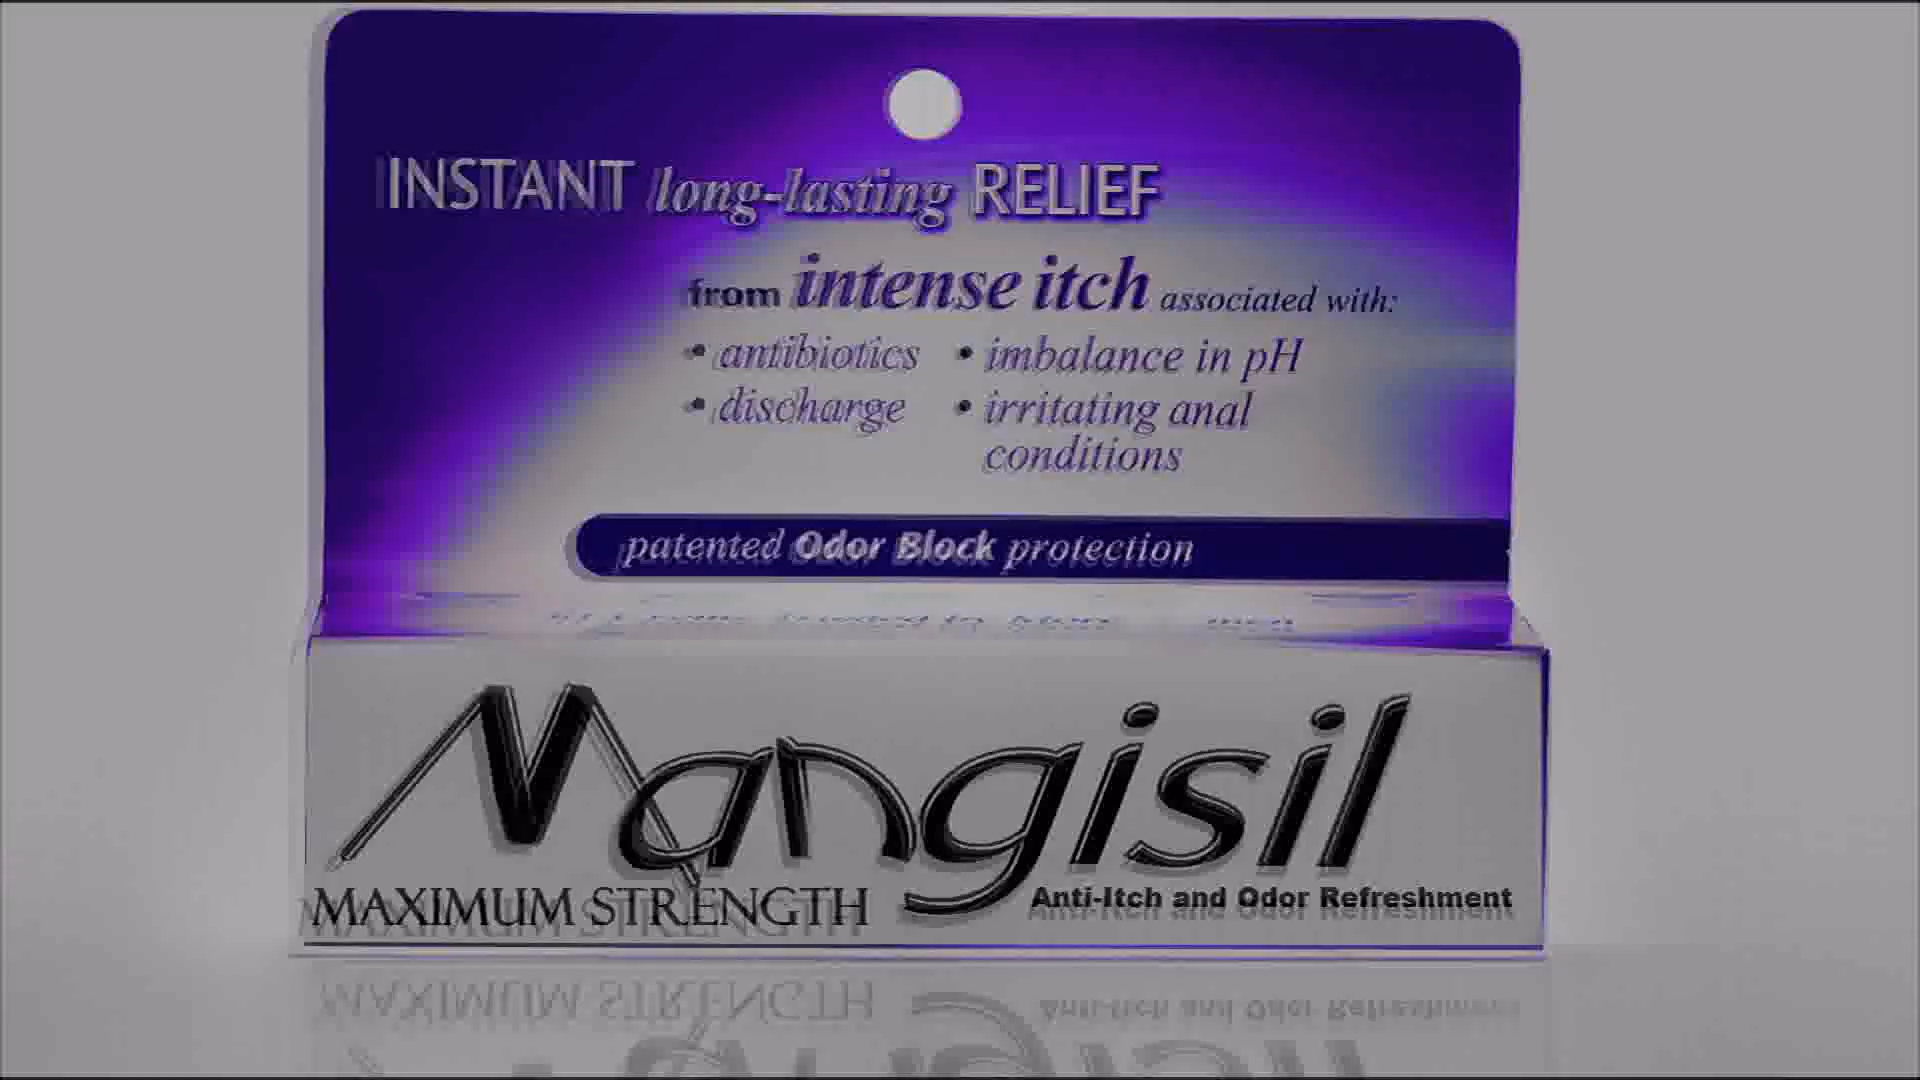 INSTANT long-lasting RELIEF
from intense itch associated with:
• antibiotics • imbalance in pH
• discharge • irritating anal
conditions
patented Odor Block protection
Mangisil
MAXIMUM STRENGTH
Anti-Itch and Odor Refreshment